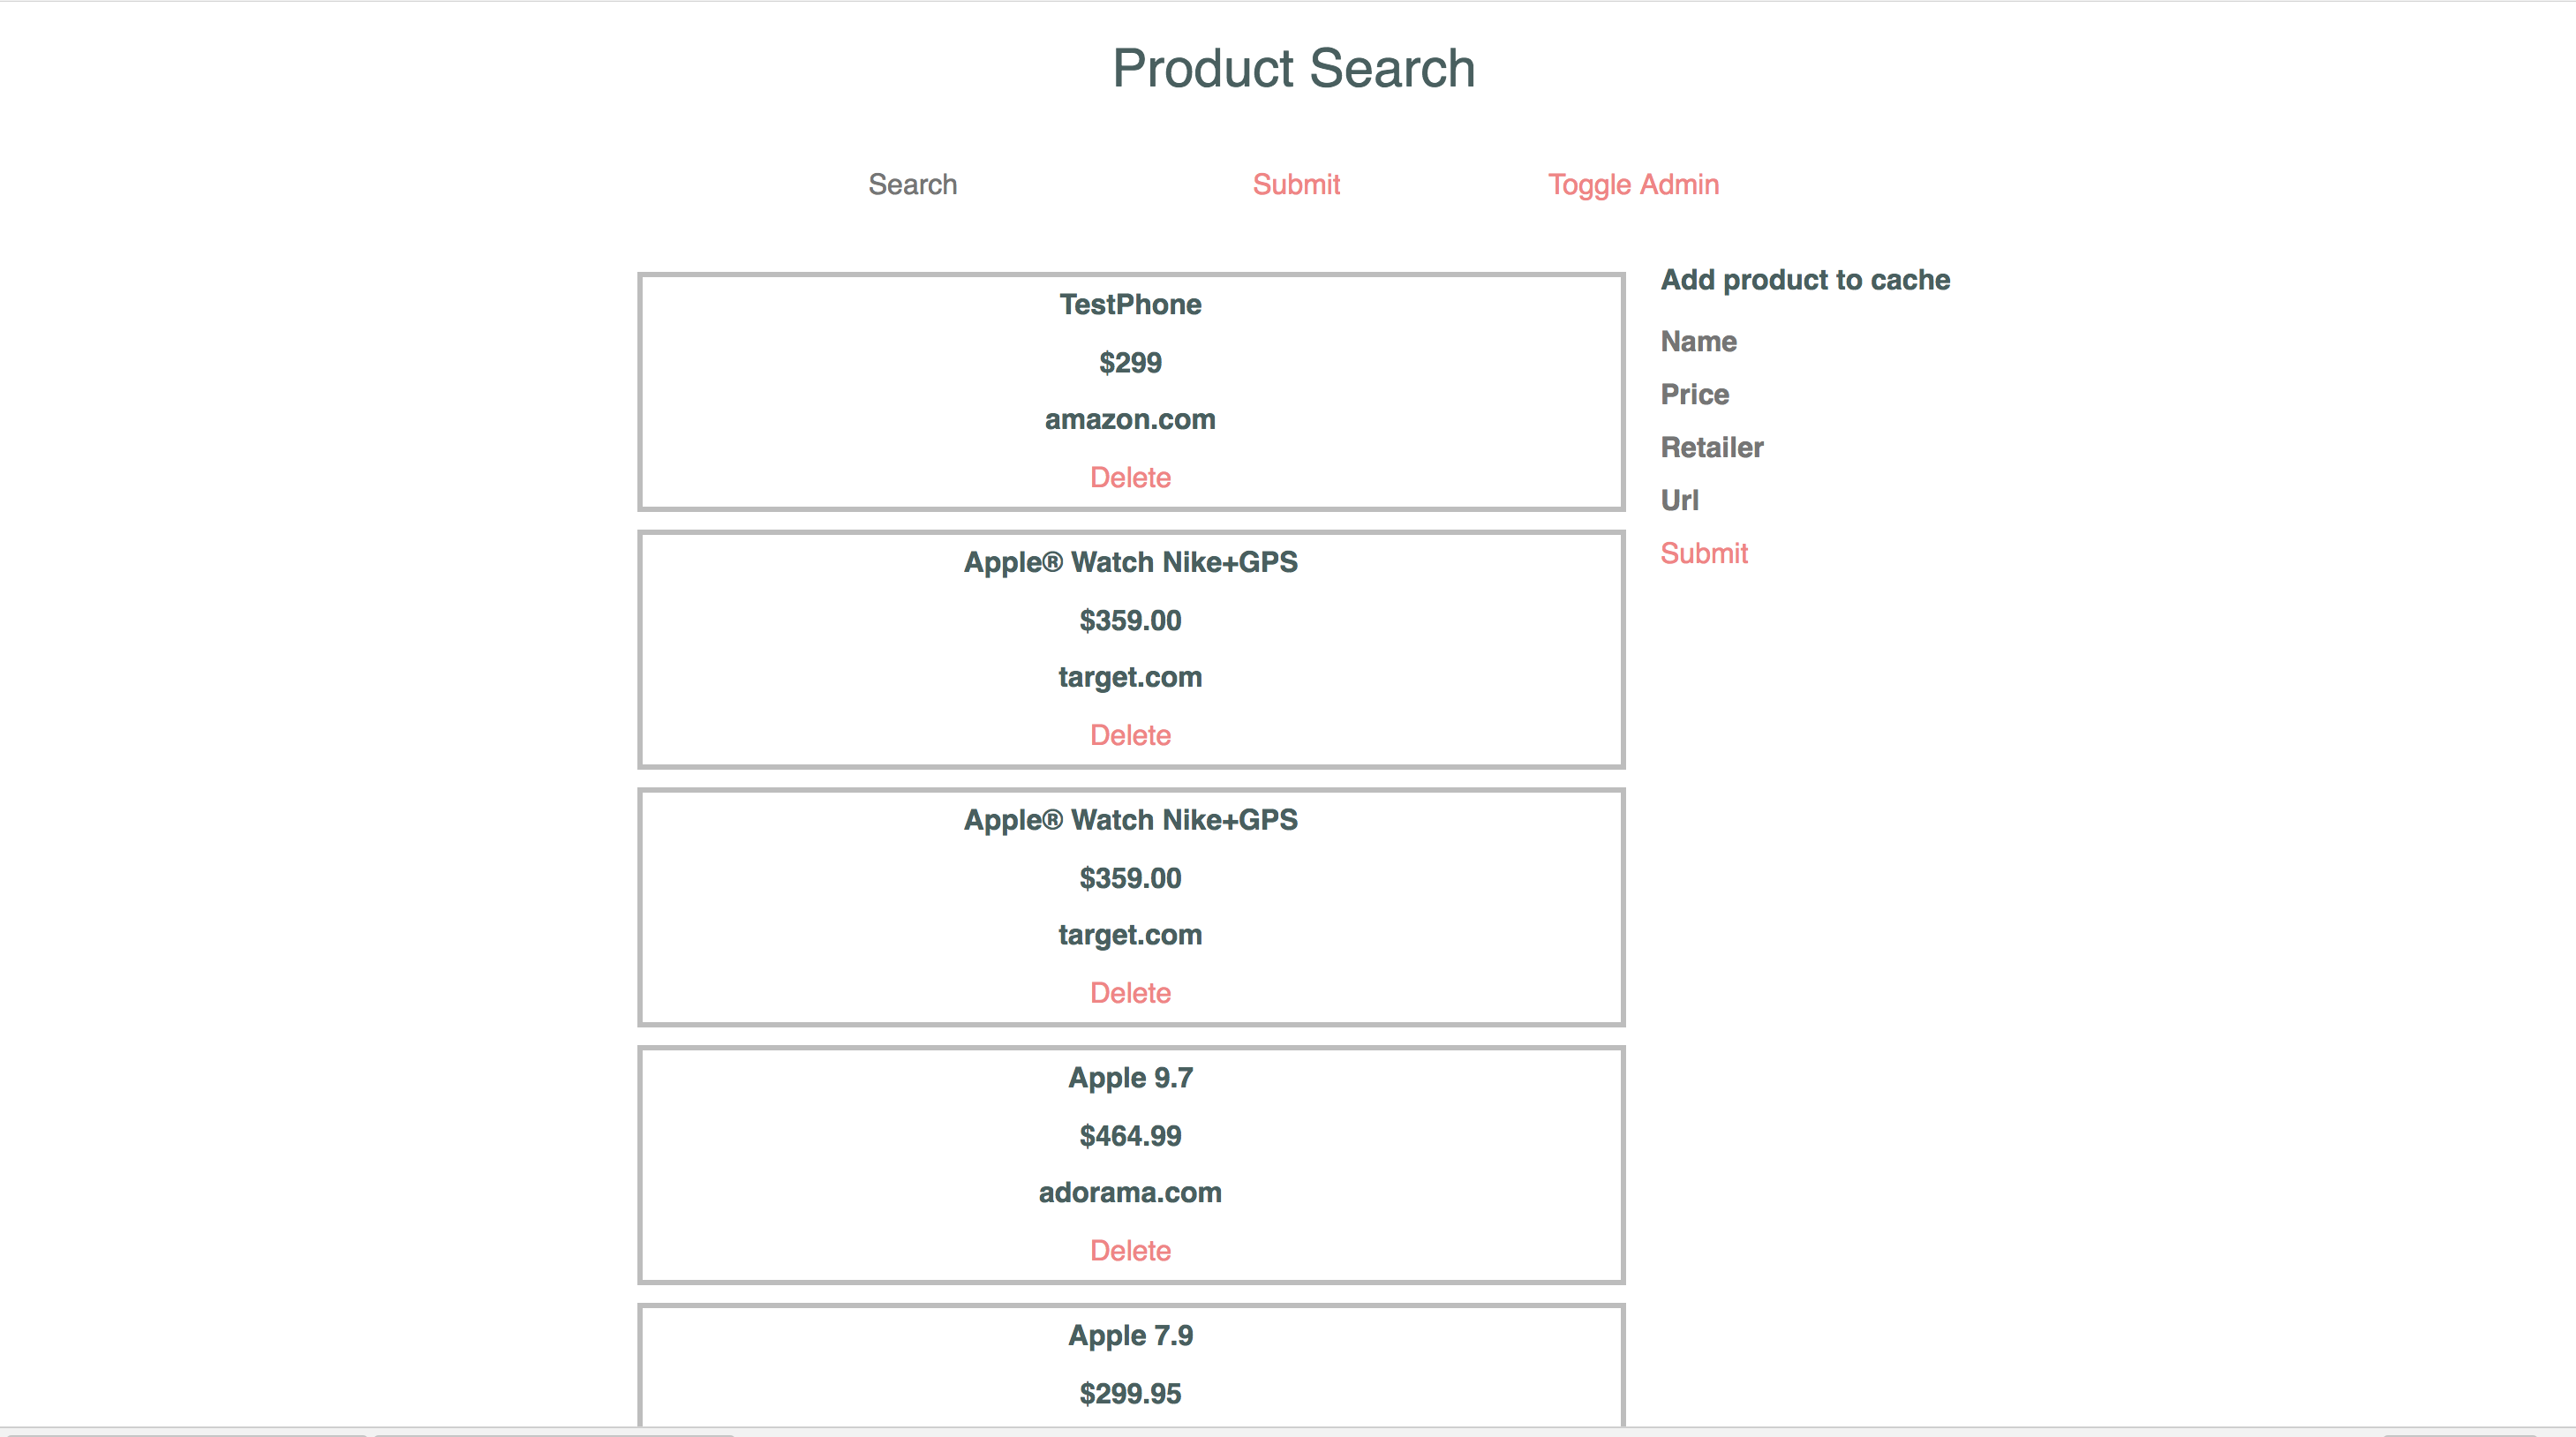 Product Search
Search Submit Toggle Admin
TestPhone
$299
amazon.com
Delete
Apple® Watch Nike+GPS
$359.00
target.com
Delete
Apple® Watch Nike+GPS
$359.00
target.com
Delete
Apple 9.7
$464.99
adorama.com
Delete
Apple 7.9
$299.95
Add product to cache
Name
Price
Retailer
Url
Submit